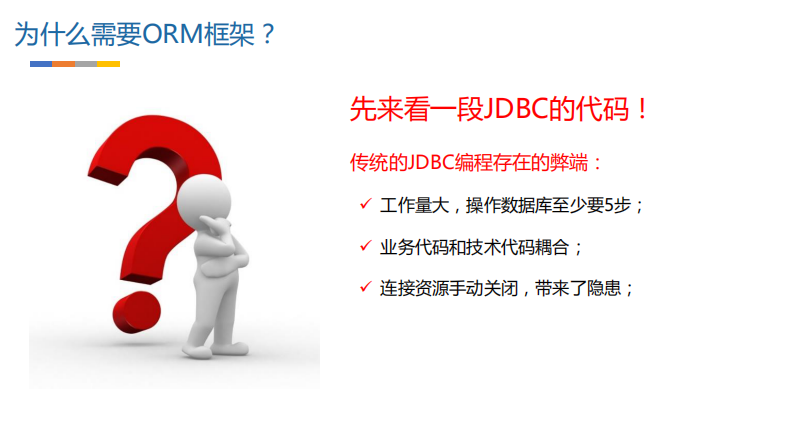 为什么需要ORM框架？
先来看一段JDBC的代码！
传统的JDBC编程存在的弊端：
✓ 工作量大，操作数据库至少要5步；
✓ 业务代码和技术代码耦合；
✓ 连接资源手动关闭，带来了隐患；